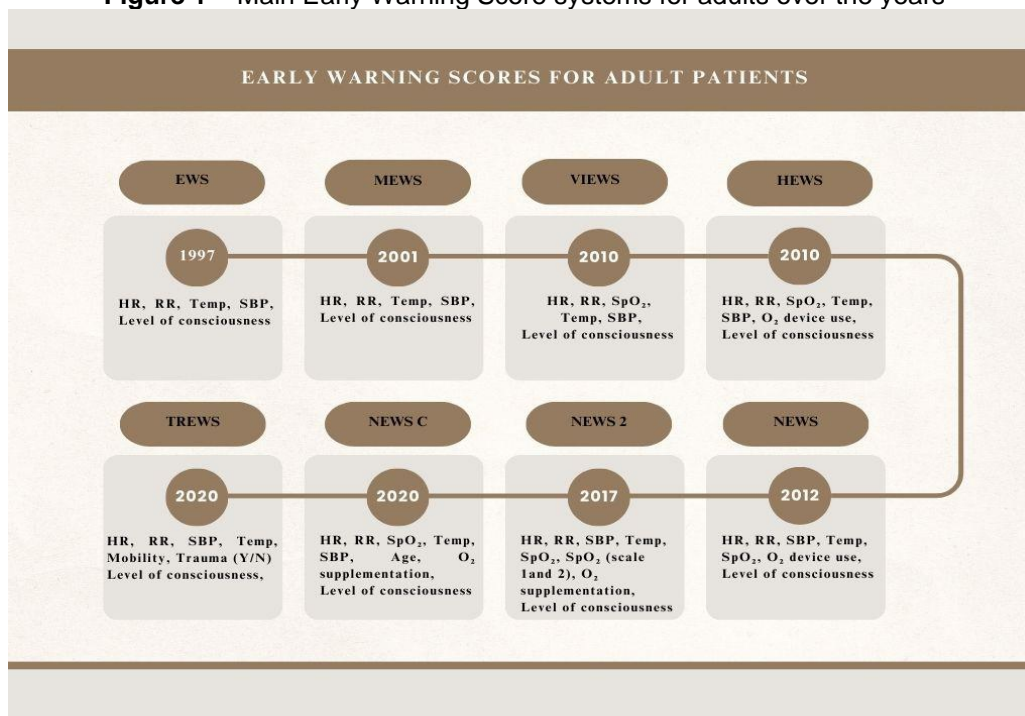 Figure 1 – Main Early Warning Score systems for adults over the years
EARLY WARNING SCORES FOR ADULT PATIENTS
EWS
1997
HR, RR, Temp, SBP,
Level of consciousness
MEWS
2001
HR, RR, Temp, SBP,
Level of consciousness
VIEWS
2010
HR, RR, SpO₂,
Temp, SBP,
Level of consciousness
HEWS
2010
HR, RR, SpO₂, Temp,
SBP, O₂ device use,
Level of consciousness
TREWS
2020
HR, RR, SBP, Temp,
Mobility, Trauma (Y/N)
Level of consciousness,
NEWS C
2020
HR, RR, SpO₂, Temp,
SBP, Age, O₂
supplementation,
Level of consciousness
NEWS 2
2017
HR, RR, SBP, Temp,
SpO₂, SpO₂ (scale
1and 2), O₂
supplementation,
Level of consciousness
NEWS
2012
HR, RR, SBP, Temp,
SpO₂, O₂ device use,
Level of consciousness